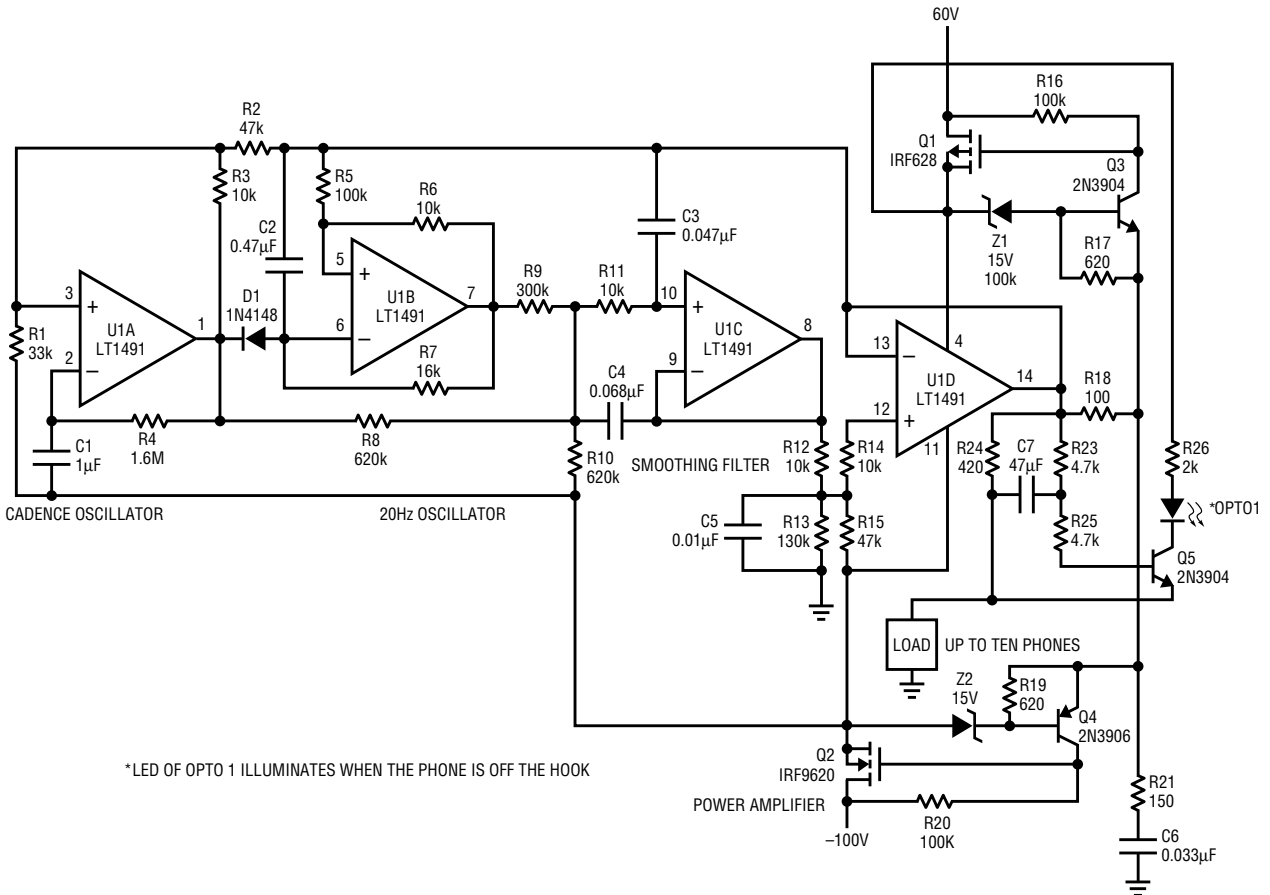 60V
R16
100k
Q1
IRF628
Q3
2N3904
R2
47k
R3
10k
R5
100k
R6
10k
C2
0.47µF
C3
0.047µF
Z1
15V
100k
R17
620
3
+
2
–
U1A
LT1491
1
R1
33k
D1
1N4148
5
+
6
–
U1B
LT1491
7
R9
300k
R11
10k
10
+
9
–
U1C
LT1491
8
R7
16k
C4
0.068µF
13
–
12
+
U1D
LT1491
4
11
14
R18
100
C1
1µF
R4
1.6M
R8
620k
R10
620k
SMOOTHING FILTER
R12
10k
R14
10k
R24
420
C7
47µF
R23
4.7k
R26
2k
*OPTO1
CADENCE OSCILLATOR
20Hz OSCILLATOR
C5
0.01µF
R13
130k
R15
47k
R25
4.7k
Q5
2N3904
LOAD
UP TO TEN PHONES
Z2
15V
R19
620
Q4
2N3906
*LED OF OPTO 1 ILLUMINATES WHEN THE PHONE IS OFF THE HOOK
Q2
IRF9620
POWER AMPLIFIER
–100V
R20
100K
R21
150
C6
0.033µF